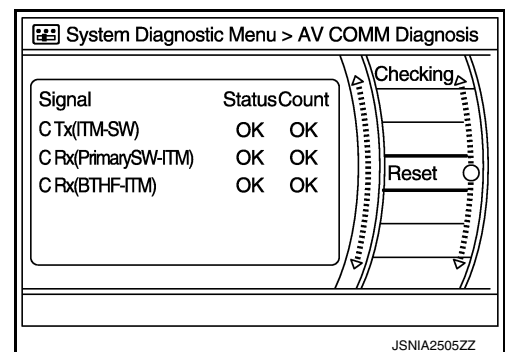 System Diagnostic Menu > AV COMM Diagnosis
Checking
Signal Status Count
C Tx(ITM-SW) OK OK
C Rx(PrimarySW-ITM) OK OK
C Rx(BTHF-ITM) OK OK
Reset
JSNIA2505ZZ